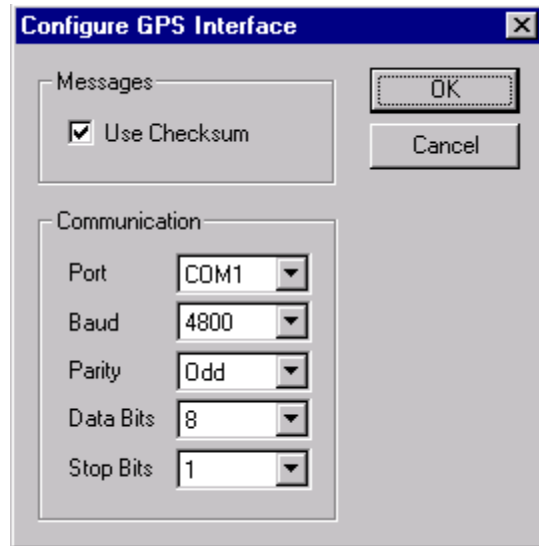 Configure GPS Interface
Messages
Use Checksum
OK
Cancel
Communication
Port COM1
Baud 4800
Parity Odd
Data Bits 8
Stop Bits 1